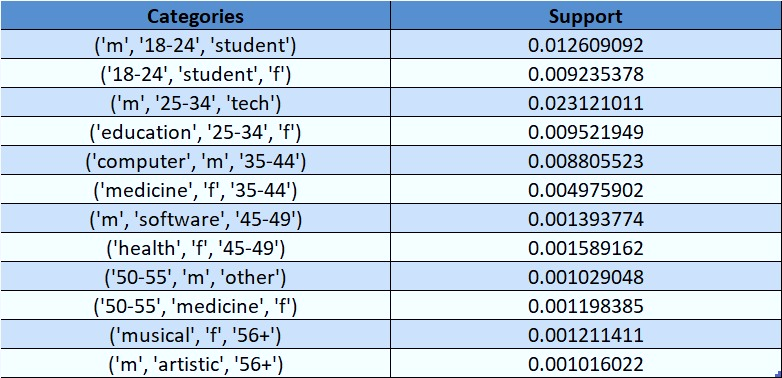 Categories Support
('m', '18-24', 'student') 0.012609092
('18-24', 'student', 'f') 0.009235378
('m', '25-34', 'tech') 0.023121011
('education', '25-34', 'f') 0.009521949
('computer', 'm', '35-44') 0.008805523
('medicine', 'f', '35-44') 0.004975902
('m', 'software', '45-49') 0.001393774
('health', 'f', '45-49') 0.001589162
('50-55', 'm', 'other') 0.001029048
('50-55', 'medicine', 'f') 0.001198385
('musical', 'f', '56+') 0.001211411
('m', 'artistic', '56+') 0.001016022